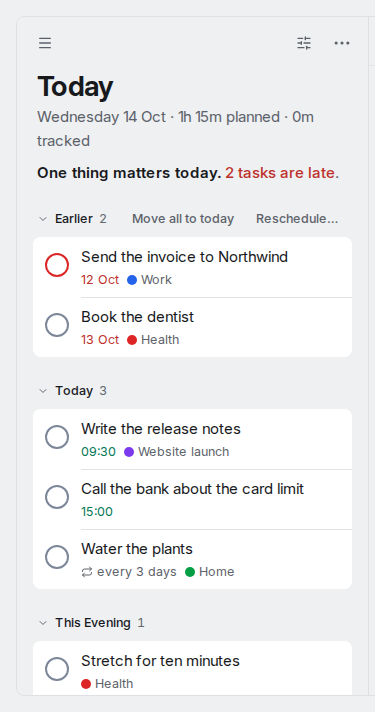 Today
Wednesday 14 Oct · 1h 15m planned · 0m
tracked
One thing matters today. 2 tasks are late.
Earlier 2 Move all to today Reschedule...
Send the invoice to Northwind
12 Oct Work
Book the dentist
13 Oct Health
Today 3
Write the release notes
09:30 Website launch
Call the bank about the card limit
15:00
Water the plants
every 3 days Home
This Evening 1
Stretch for ten minutes
Health